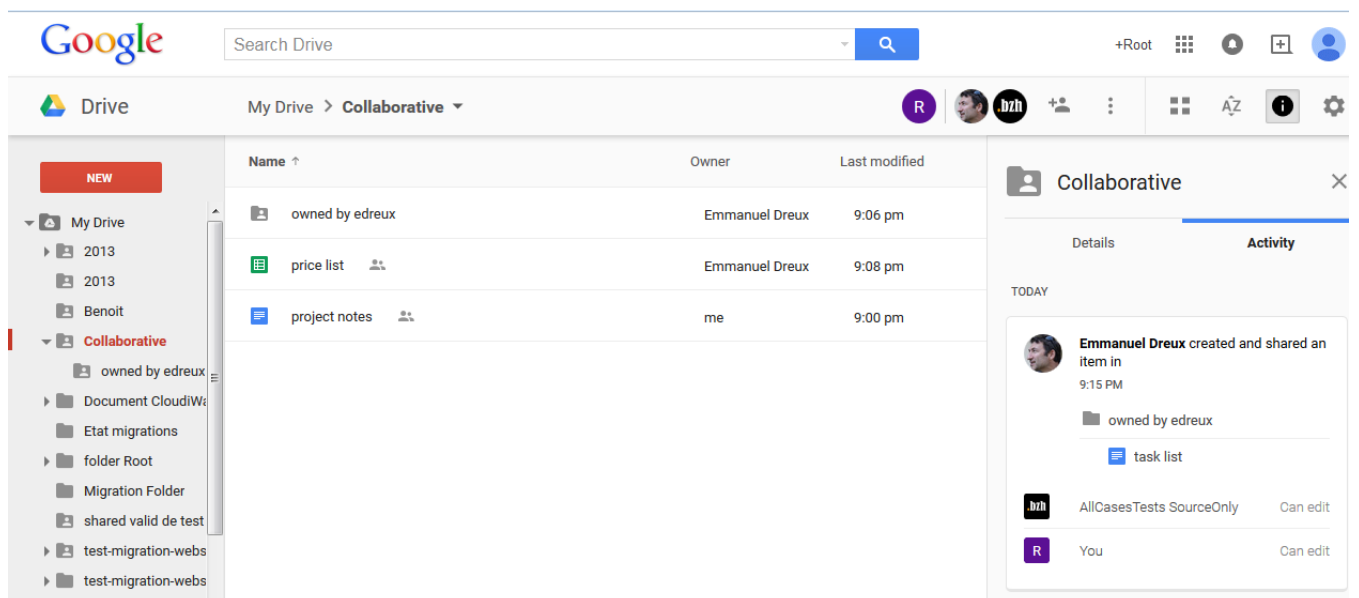 Google
Search Drive
+Root
Drive
My Drive > Collaborative
R
.bzh
AZ
NEW
My Drive
2013
2013
Benoit
Collaborative
owned by edreux
Document CloudiWa
Etat migrations
folder Root
Migration Folder
shared valid de test
test-migration-webs
test-migration-webs
Name ↑ Owner Last modified
owned by edreux Emmanuel Dreux 9:06 pm
price list Emmanuel Dreux 9:08 pm
project notes me 9:00 pm
Collaborative
Details Activity
TODAY
Emmanuel Dreux created and shared an
item in
9:15 PM
owned by edreux
task list
.bzh AllCasesTests SourceOnly Can edit
R You Can edit